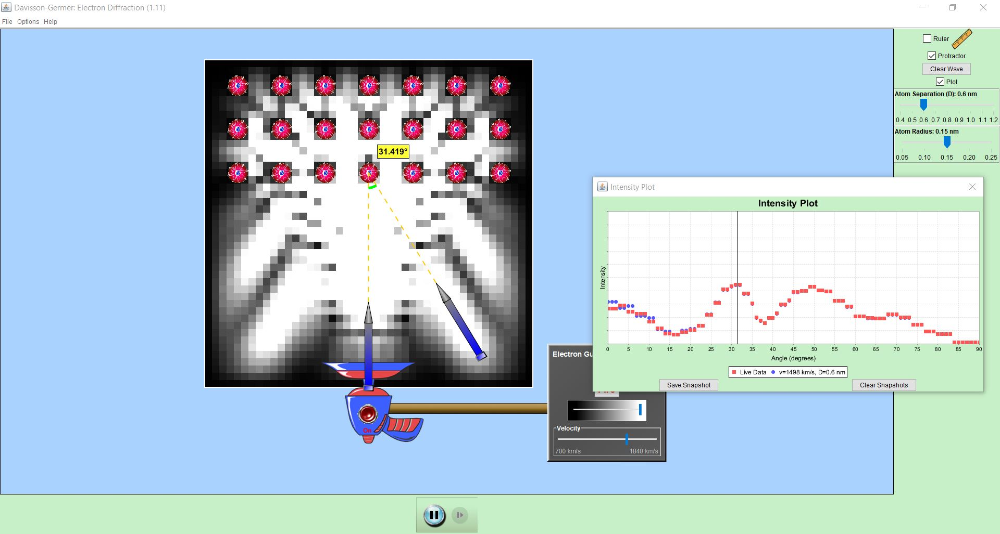 Davisson-Germer: Electron Diffraction (1.11)
File Options Help
Ruler
Protractor
Clear Wave
Plot
Atom Separation (D): 0.6 nm
0.4 0.5 0.6 0.7 0.8 0.9 1.0 1.1 1.2
Atom Radius: 0.15 nm
0.05 0.10 0.15 0.20 0.25
31.419°
Intensity Plot
Intensity Plot
Intensity
0 5 10 15 20 25 30 35 40 45 50 55 60 65 70 75 80 85 90
Angle (degrees)
Live Data v=1498 km/s, D=0.6 nm
Save Snapshot Clear Snapshots
Electron Gu
Velocity
700 km/s 1840 km/s
On